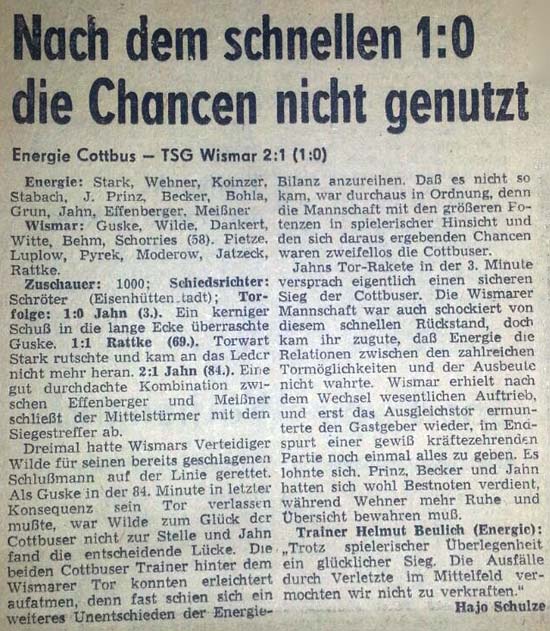 Nach dem schnellen 1:0
die Chancen nicht genutzt
Energie Cottbus — TSG Wismar 2:1 (1:0)
Energie: Stark, Wehner, Koinzer,
Stabach, J. Prinz, Becker, Bohla,
Grun, Jahn, Effenberger, Meißner
Wismar: Guske, Wilde, Dankert,
Witte, Behm, Schorries (58). Pietze,
Luplow, Pyrek, Moderow, Jatzeck,
Rattke.
Zuschauer: 1000; Schiedsrichter:
Schröter (Eisenhütten tadt); Tor-
folge: 1:0 Jahn (3.). Ein kerniger
Schuß in die lange Ecke überraschte
Guske. 1:1 Rattke (69.). Torwart
Stark rutschte und kam an das Leder
nicht mehr heran. 2:1 Jahn (84.). Eine
gut durchdachte Kombination zwi-
schen Effenberger und Meißner
schließt der Mittelstürmer mit dem
Siegestreffer ab.
Dreimal hatte Wismars Verteidiger
Wilde für seinen bereits geschlagenen
Schlußmann auf der Linie gerettet.
Als Guske in der 84. Minute in letzter
Konsequenz sein Tor verlassen
mußte, war Wilde zum Glück der
Cottbuser nicht zur Stelle und Jahn
fand die entscheidende Lücke. Die
beiden Cottbuser Trainer hinter dem
Wismarer Tor konnten erleichtert
aufatmen, denn fast schien sich ein
weiteres Unentschieden der Energie-
Bilanz anzureihen. Daß es nicht so
kam, war durchaus in Ordnung, denn
die Mannschaft mit den größeren Po-
tenzen in spielerischer Hinsicht und
den sich daraus ergebenden Chancen
waren zweifellos die Cottbuser.
Jahns Tor-Rakete in der 3. Minute
versprach eigentlich einen sicheren
Sieg der Cottbuser. Die Wismarer
Mannschaft war auch schockiert von
diesem schnellen Rückstand, doch
kam ihr zugute, daß Energie die
Relationen zwischen den zahlreichen
Tormöglichkeiten und der Ausbeute
nicht wahrte. Wismar erhielt nach
dem Wechsel wesentlichen Auftrieb,
und erst das Ausgleichstor ermun-
terte den Gastgeber wieder, im End-
spurt einer gewiß kräftezehrenden
Partie noch einmal alles zu geben. Es
lohnte sich. Prinz, Becker und Jahn
hatten sich wohl Bestnoten verdient,
während Wehner mehr Ruhe und
Übersicht bewahren muß.
Trainer Helmut Beulich (Energie):
„Trotz spielerischer Überlegenheit
ein glücklicher Sieg. Die Ausfälle
durch Verletzte im Mittelfeld ver-
mochten wir nicht zu verkraften.“
Hajo Schulze